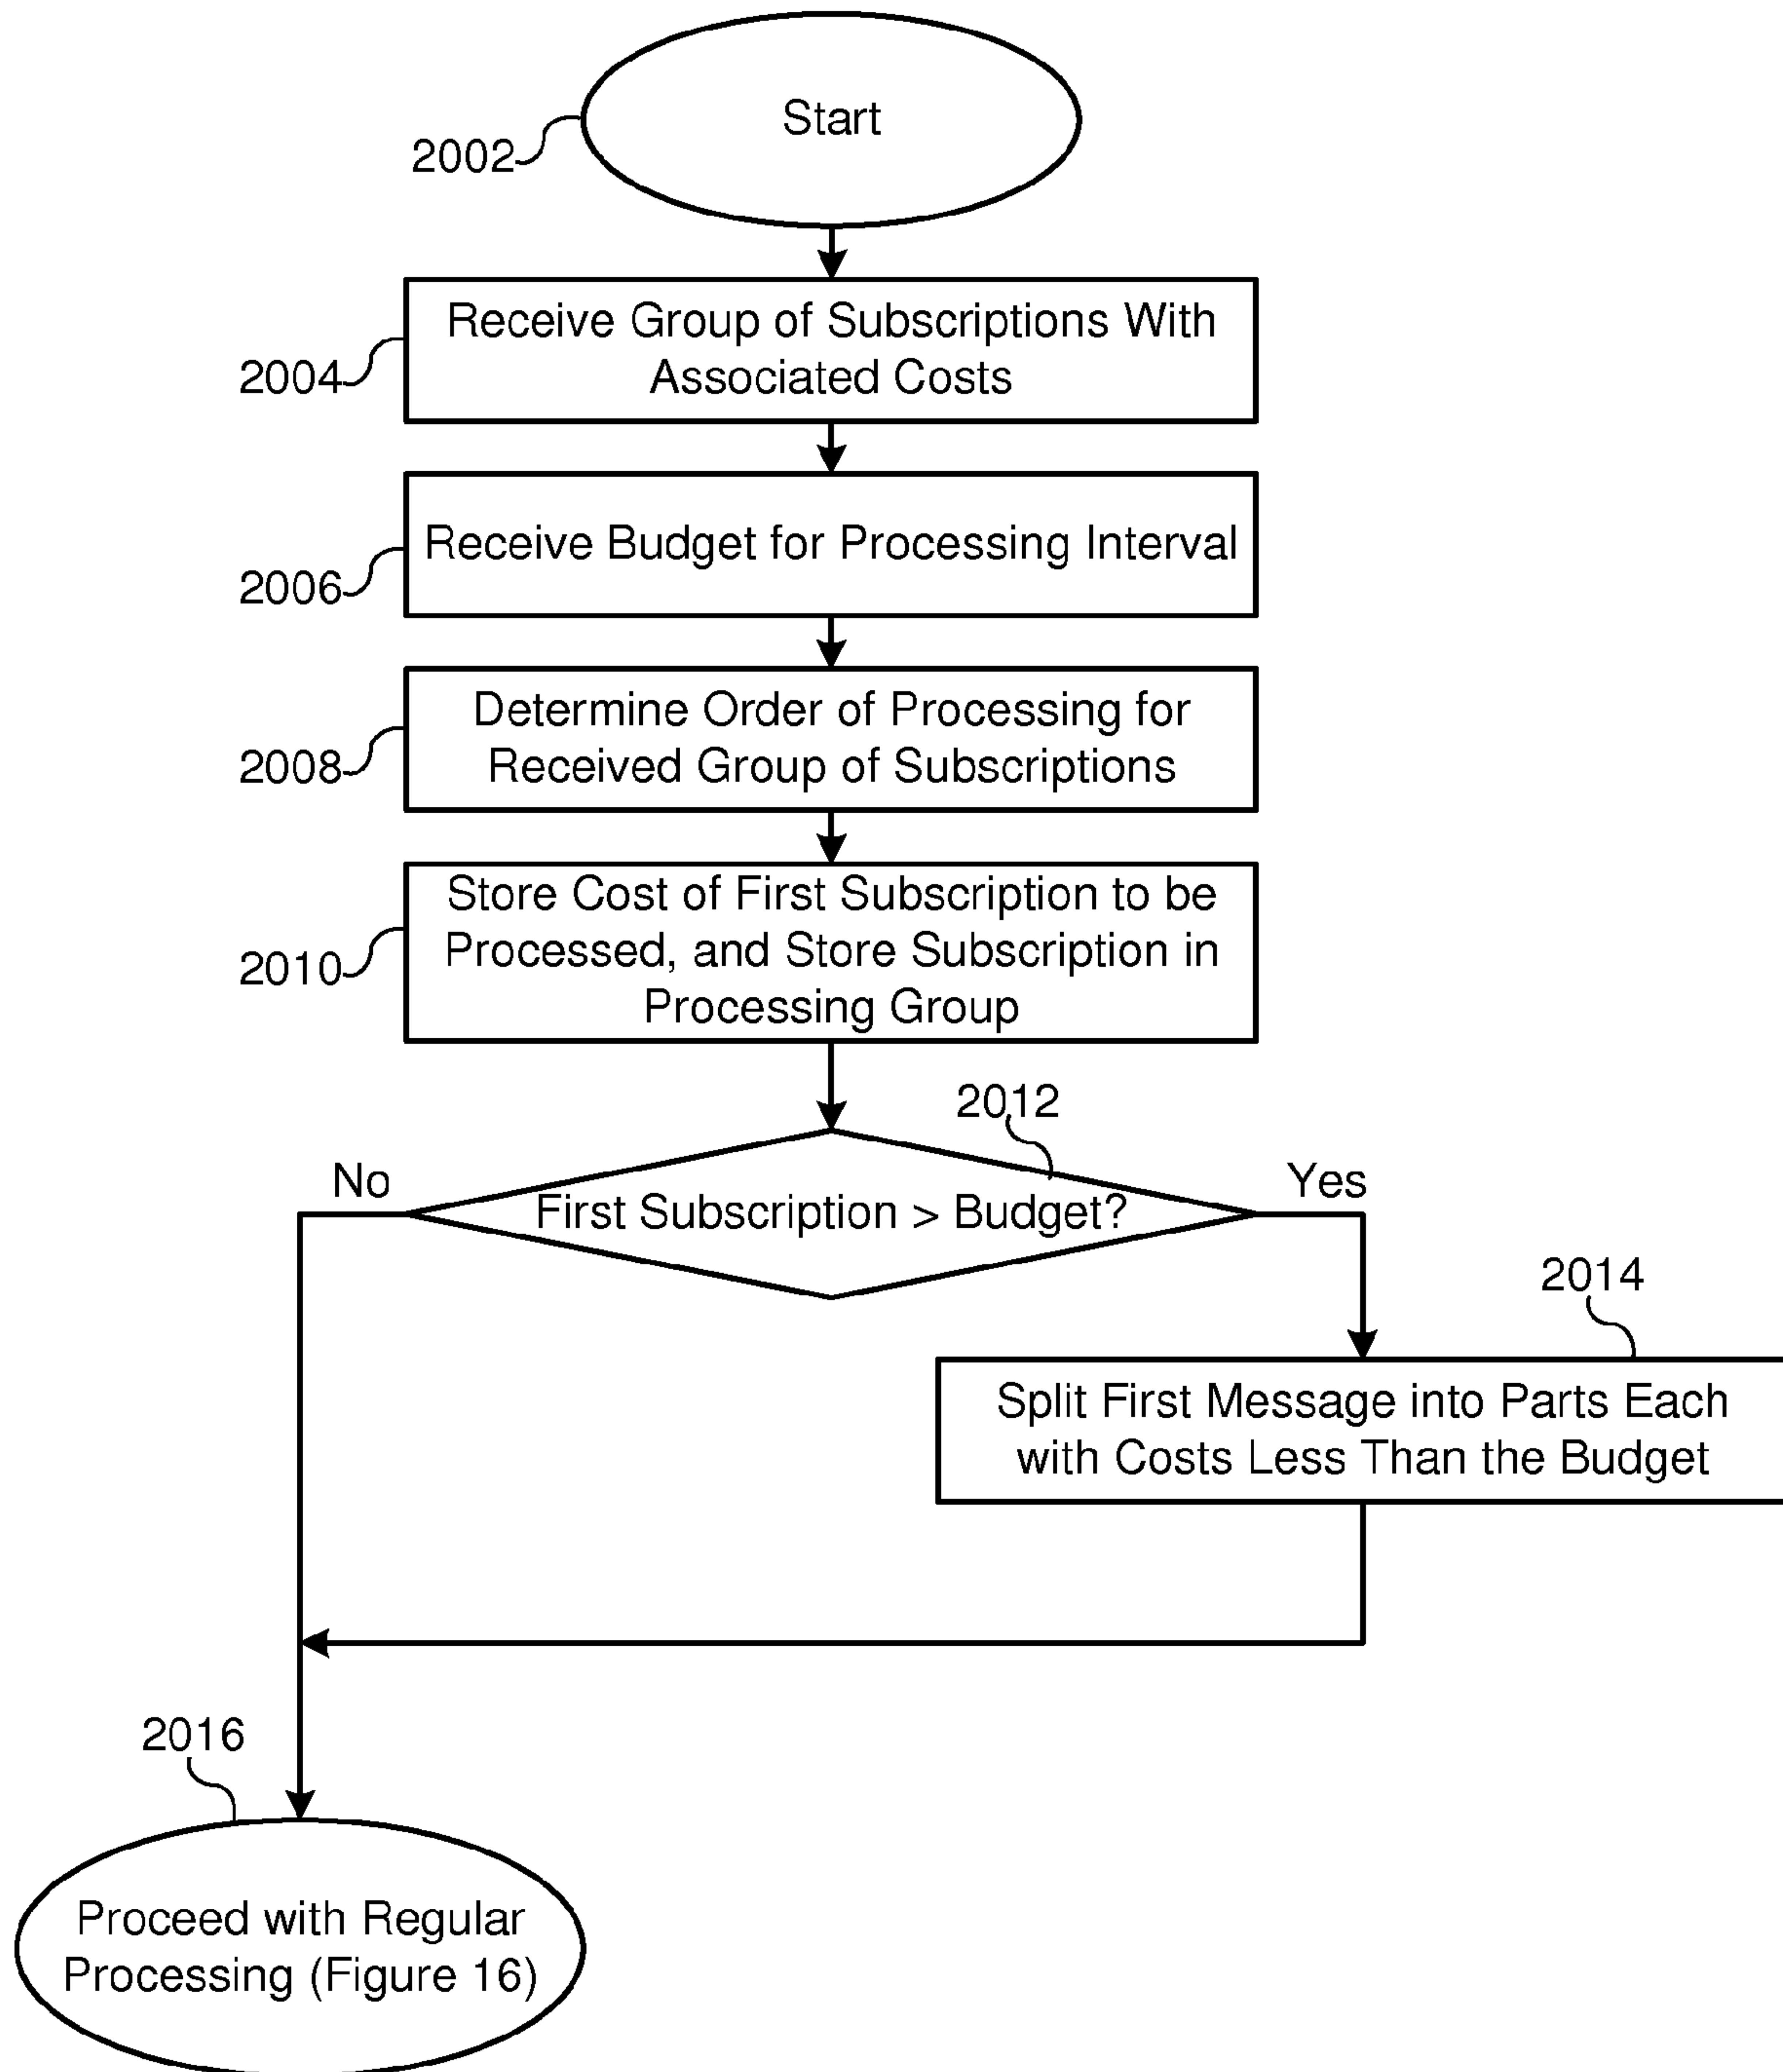 Start
2002
Receive Group of Subscriptions With
Associated Costs
2004
Receive Budget for Processing Interval
2006
Determine Order of Processing for
Received Group of Subscriptions
2008
Store Cost of First Subscription to be
Processed, and Store Subscription in
Processing Group
2010
2012
No
First Subscription > Budget?
Yes
2014
Split First Message into Parts Each
with Costs Less Than the Budget
2016
Proceed with Regular
Processing (Figure 16)